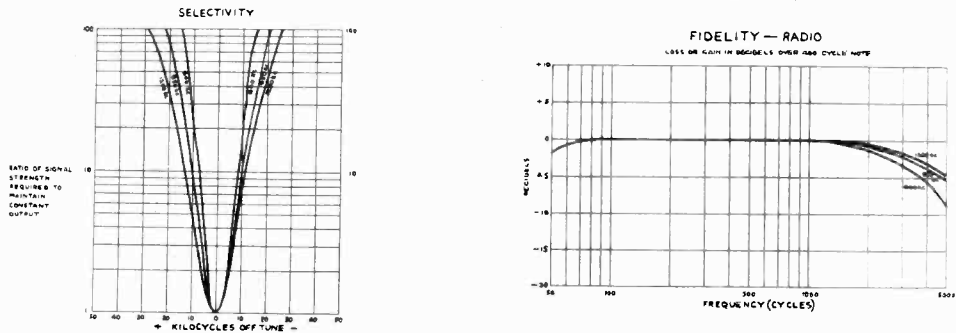 SELECTIVITY
100
100
10
10
1
RATIO OF SIGNAL
STRENGTH
REQUIRED TO
MAINTAIN
CONSTANT
OUTPUT
50 40 30 20 10 0 10 20 30 40 50
+ KILOCYCLES OFF TUNE -
FIDELITY — RADIO
LOSS OR GAIN IN DECIBELS OVER 400 CYCLE NOTE
+10
+5
0
-10
-15
DECIBELS
50 100 500 1000 5000
FREQUENCY (CYCLES)